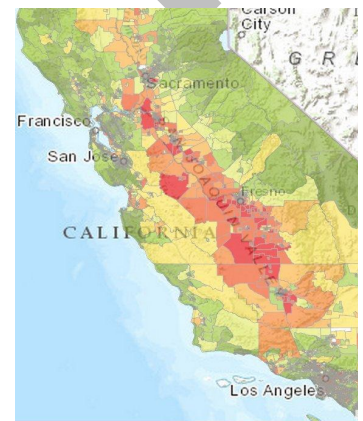 Carson
City
G R E
Sacramento
Francisco
San Jose
SAN JOAQUIN VALLEY
Fresno
CALIFORNIA
Los Angeles